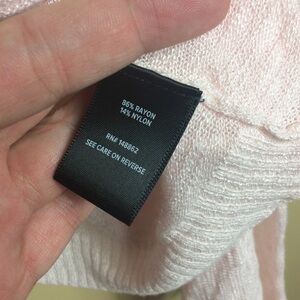 86% RAYON
14% NYLON
RN# 148862
SEE CARE ON REVERSE